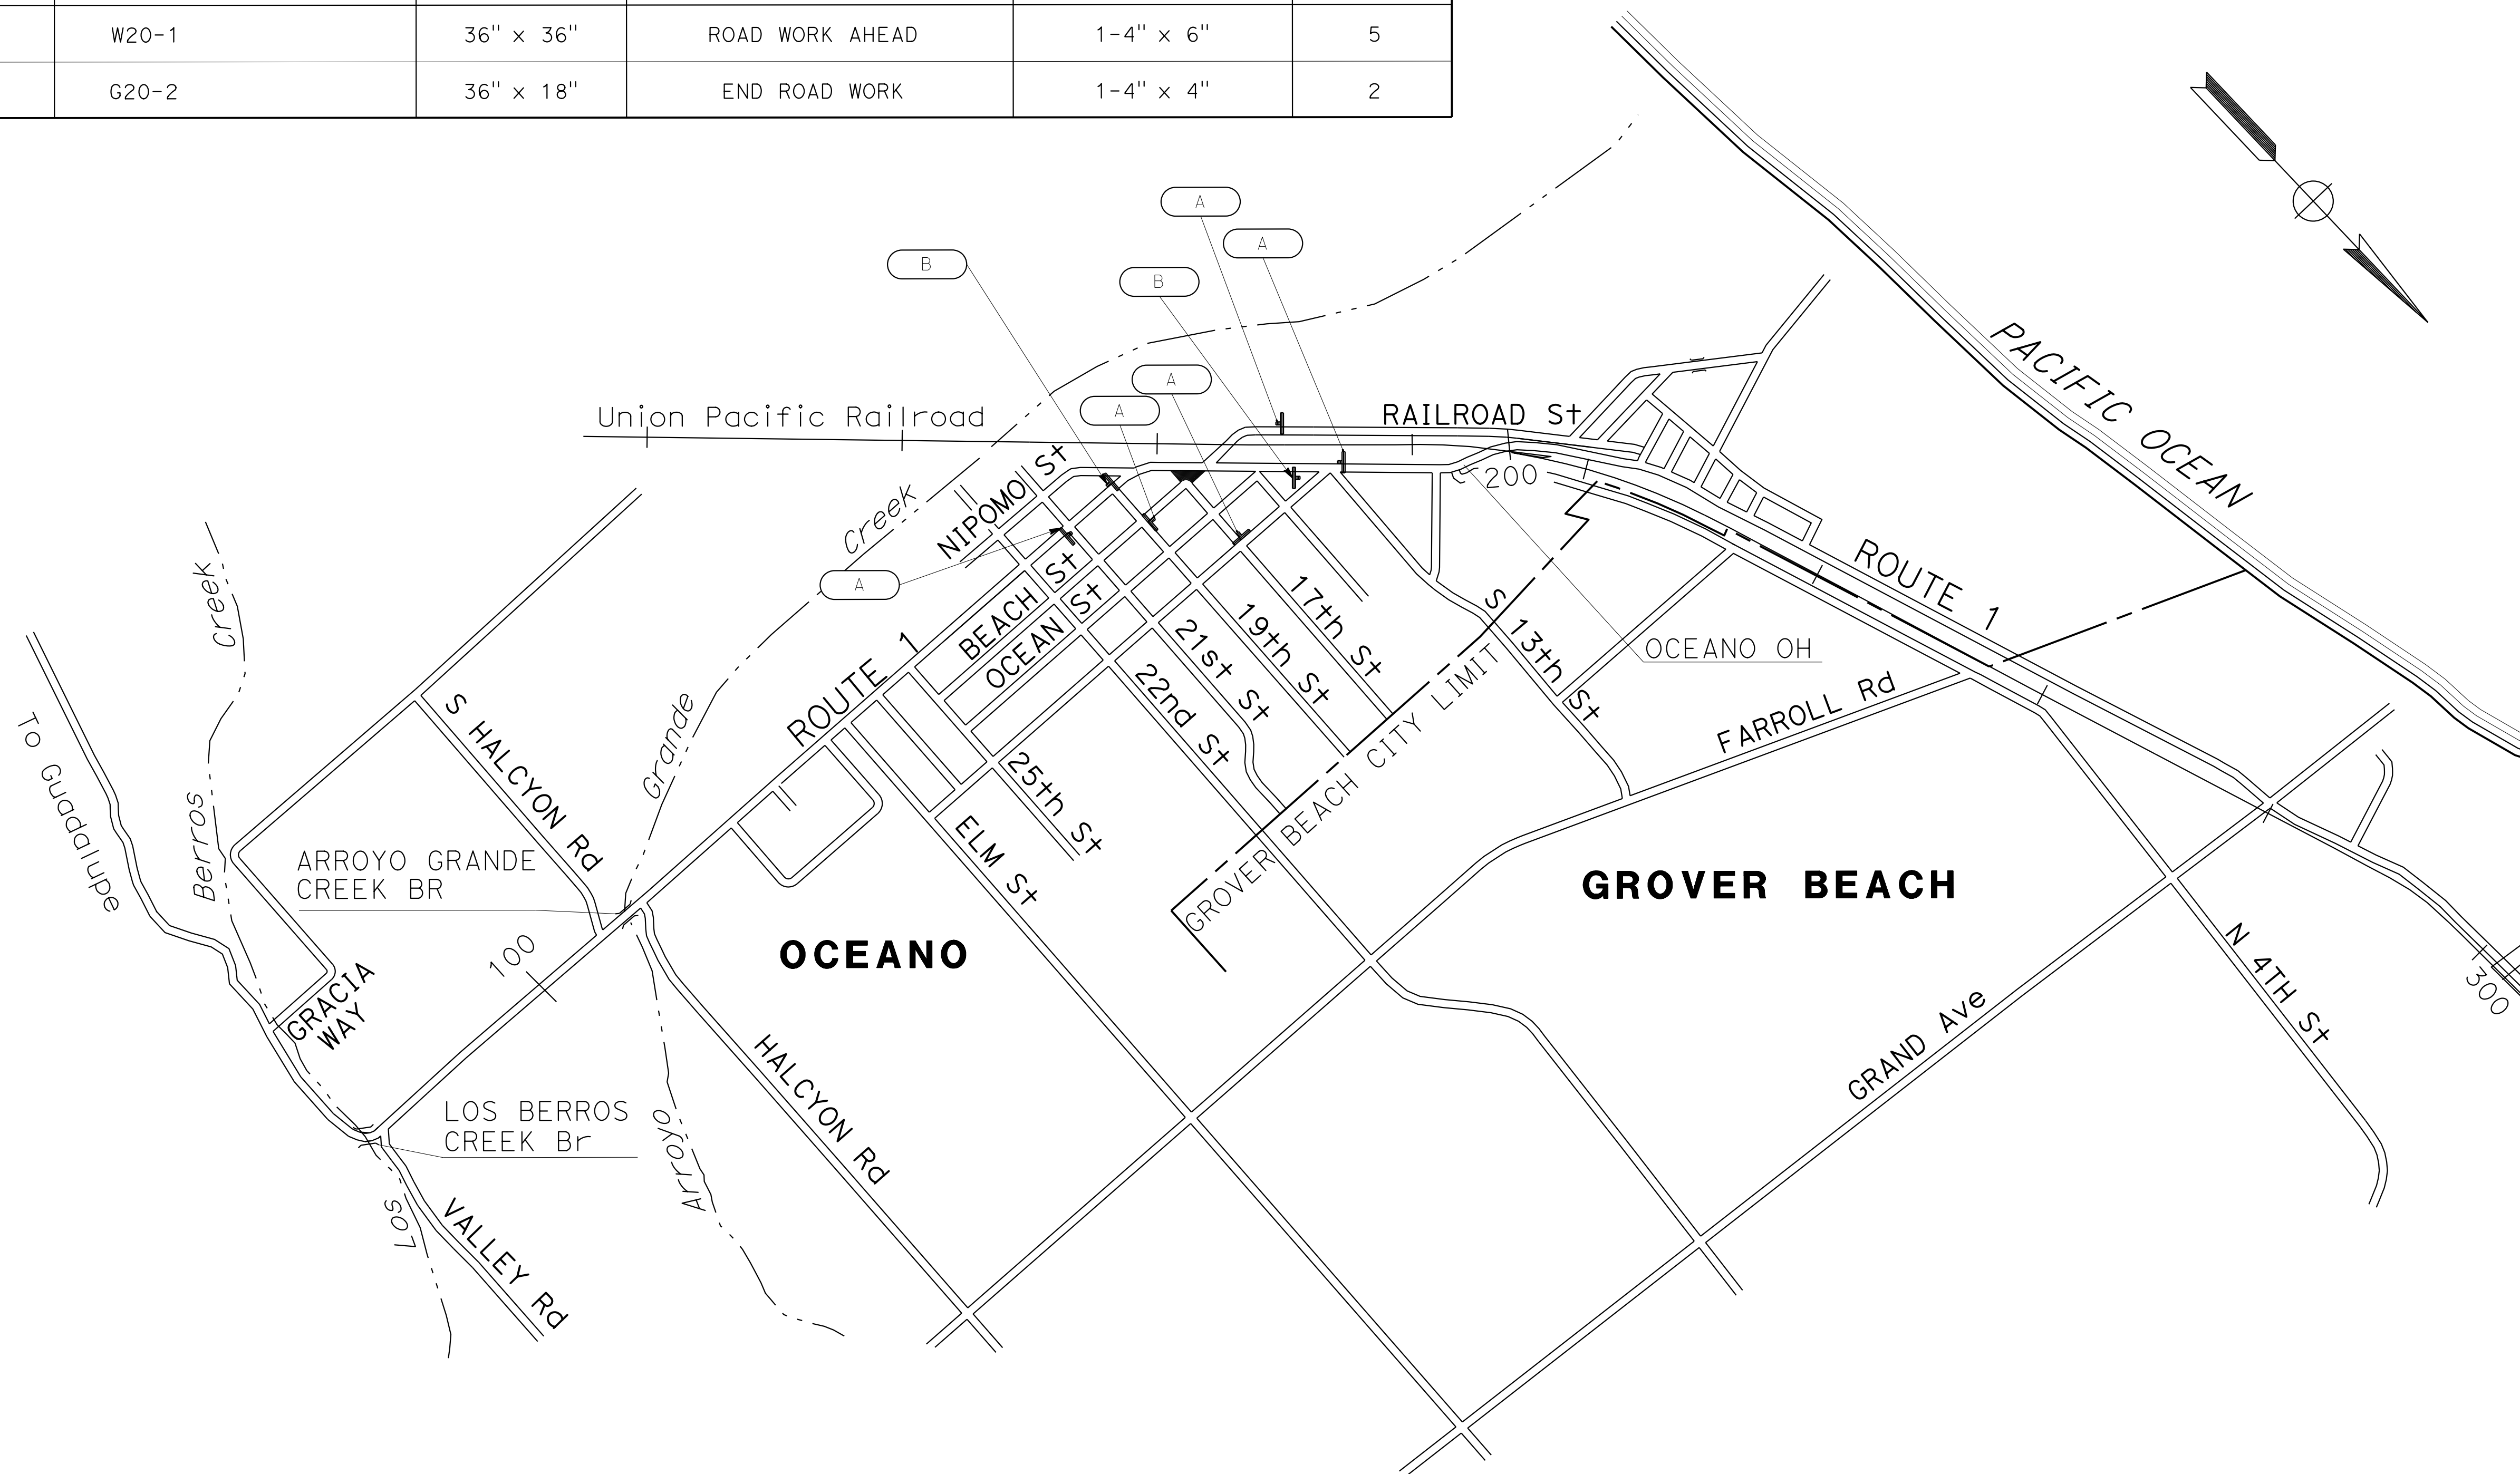 W20-1 36" x 36" ROAD WORK AHEAD 1-4" x 6" 5
G20-2 36" x 18" END ROAD WORK 1-4" x 4" 2
A
A
B
B
A
A
Union Pacific Railroad
RAILROAD St
PACIFIC OCEAN
200
NIPOMO St
Creek
A
Creek
ROUTE 1
BEACH St
OCEAN St
17th St
19th St
21st St
22nd St
25th St
S 13th St
ROUTE 1
OCEANO OH
FARROLL Rd
GROVER BEACH CITY LIMIT
ROUTE 1
S HALCYON Rd
Grande
To Guadalupe
Berros
ELM St
ARROYO GRANDE
CREEK BR
GROVER BEACH
OCEANO
100
N 4TH St
300
GRACIA
WAY
GRAND Ave
HALCYON Rd
LOS BERROS
CREEK Br
Arroyo
Los
VALLEY Rd